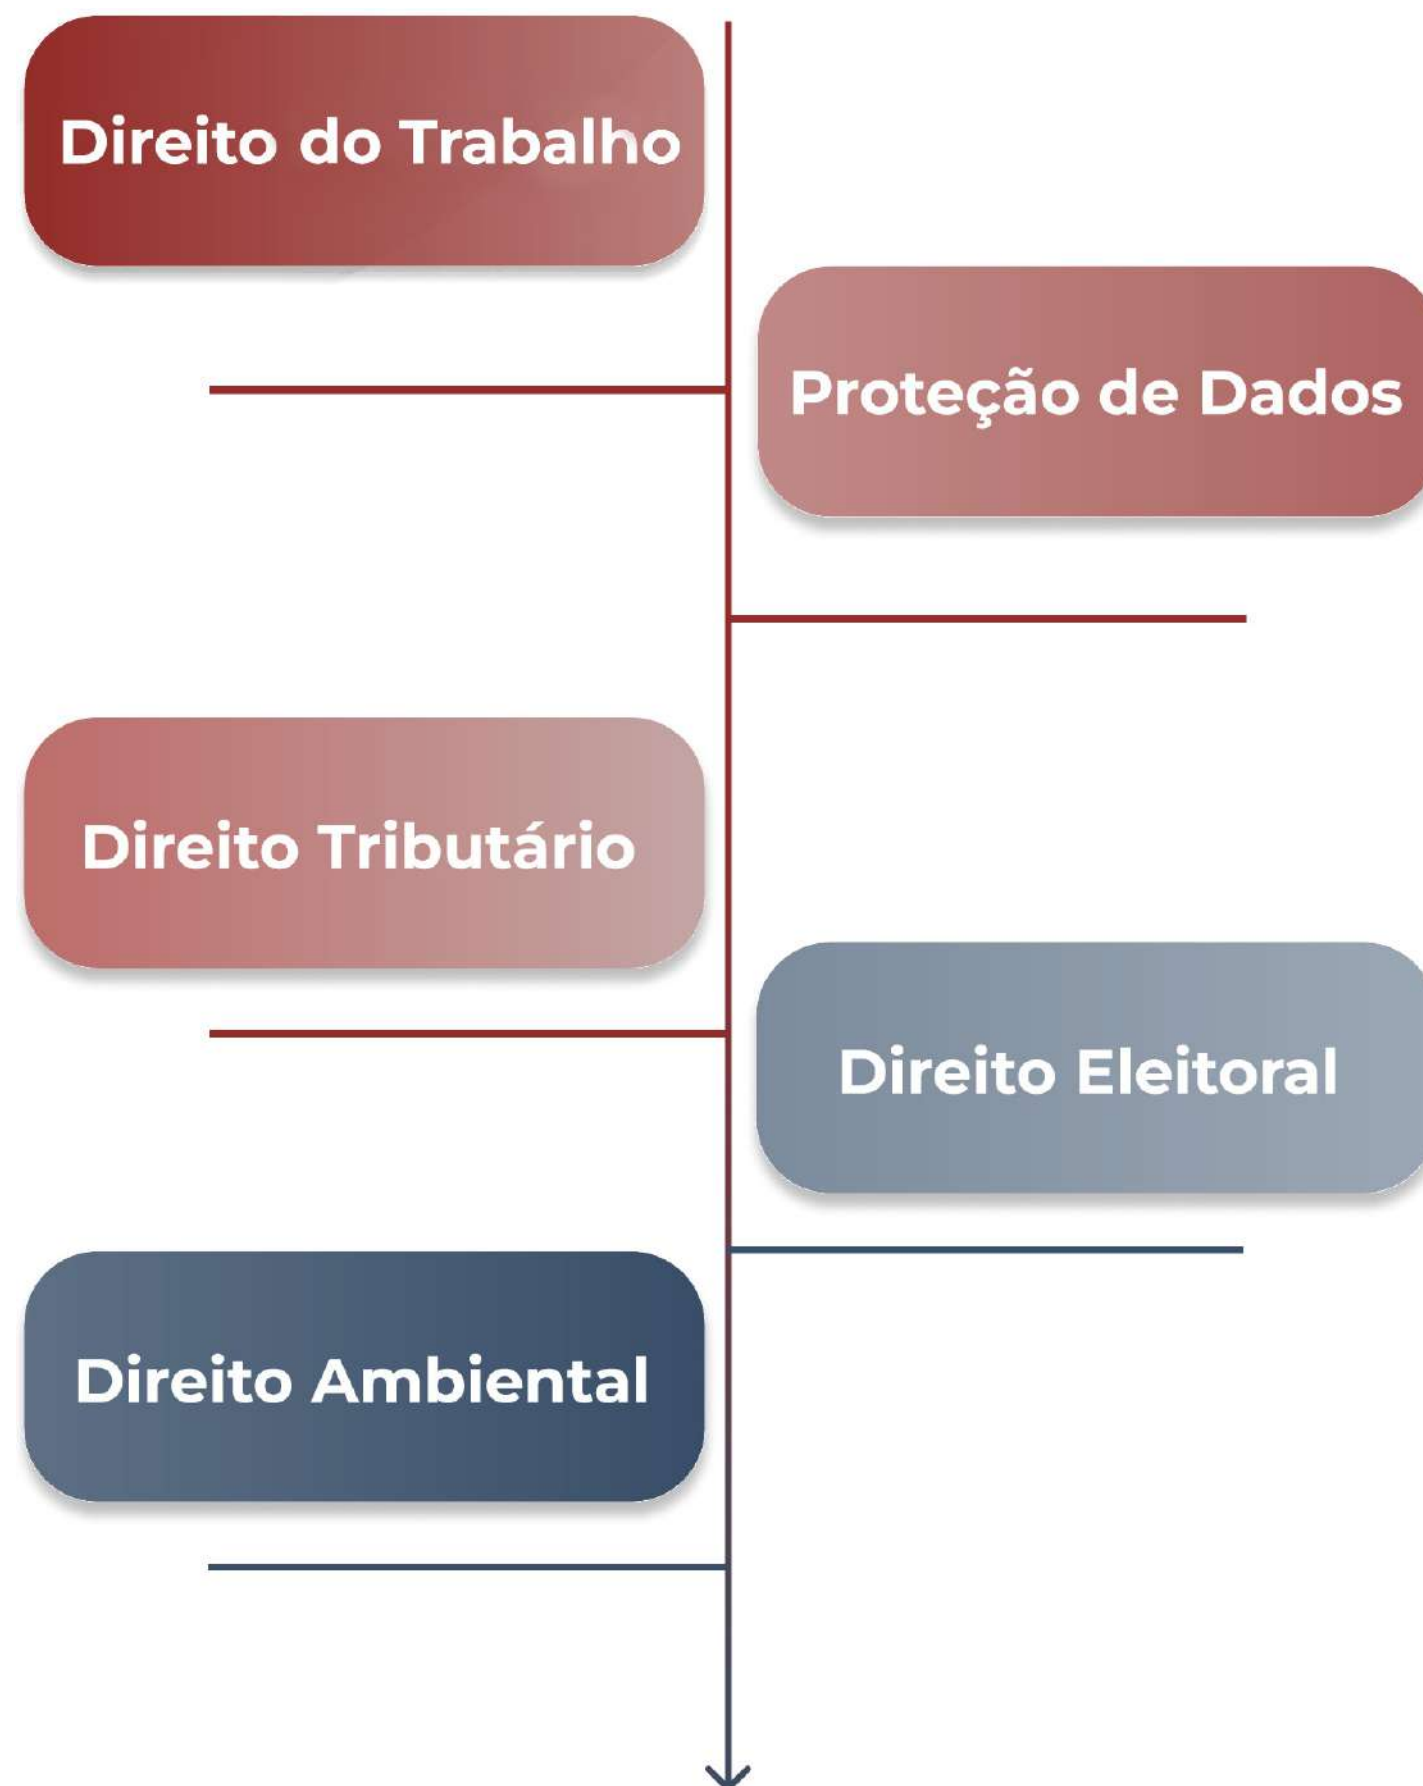 Direito do Trabalho
Proteção de Dados
Direito Tributário
Direito Eleitoral
Direito Ambiental